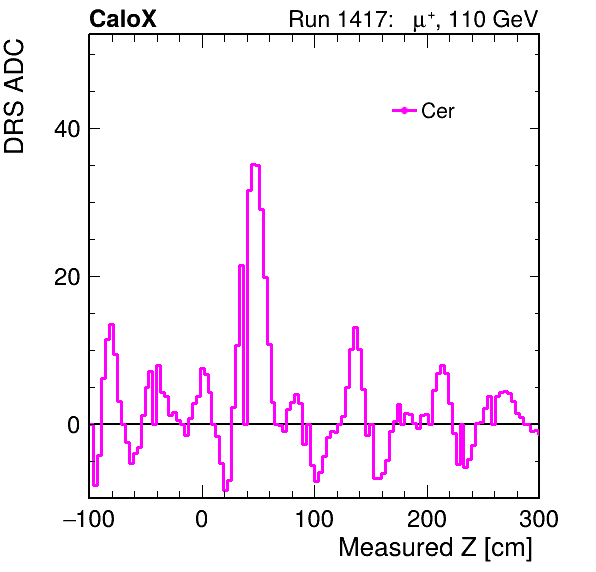 CaloX Run 1417: μ⁺, 110 GeV
DRS ADC
Cer
40
20
0
−100 0 100 200 300
Measured Z [cm]